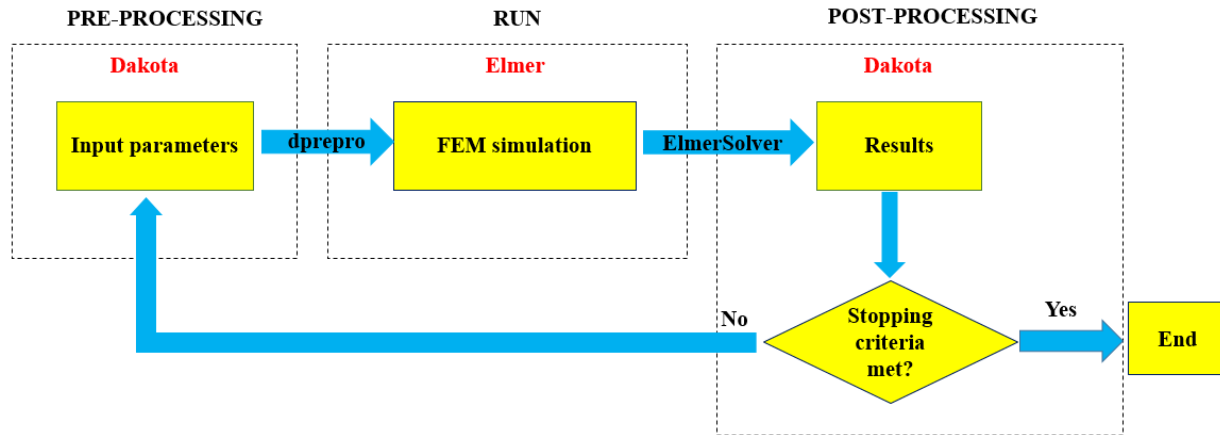 PRE-PROCESSING
RUN
POST-PROCESSING
Dakota
Elmer
Dakota
Input parameters
dprepro
FEM simulation
ElmerSolver
Results
No
Stopping
criteria
met?
Yes
End